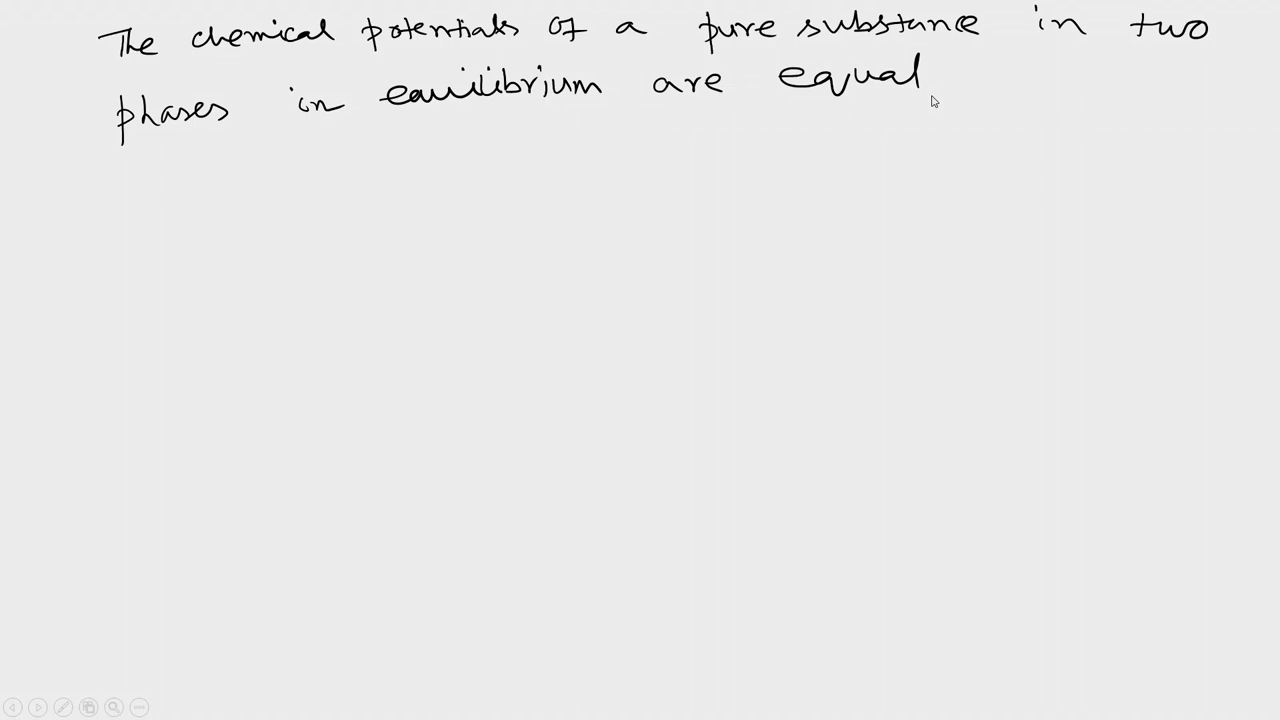 The chemical potentials of a pure substance in two
phases in equilibrium are equal